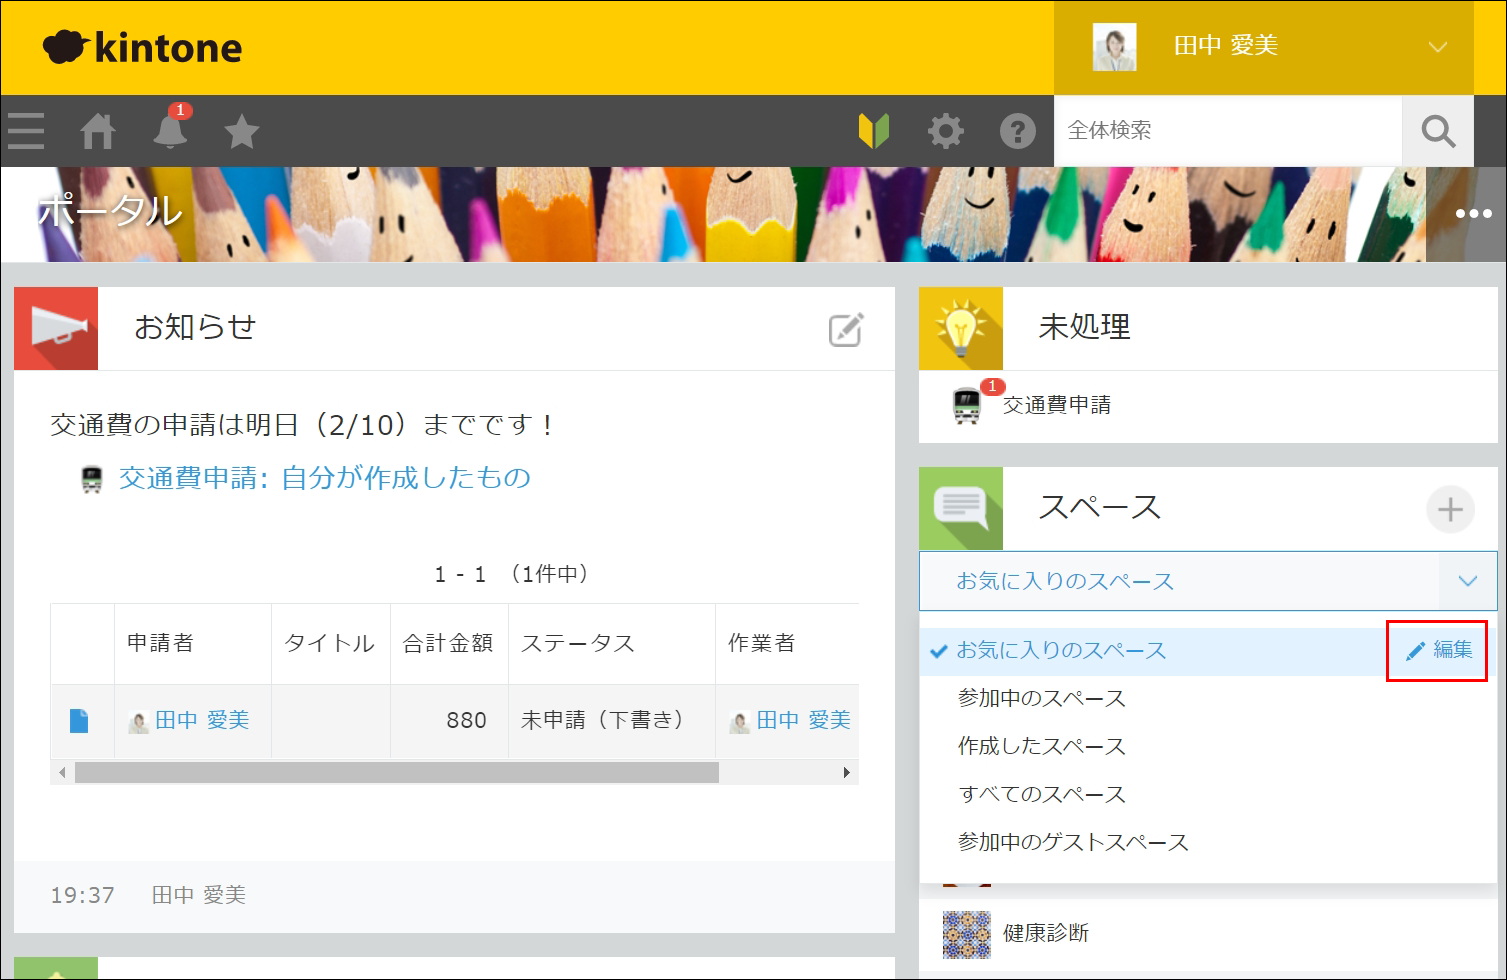 kintone
田中 愛美
1
全体検索
ポータル
お知らせ
交通費の申請は明日（2/10）までです！
交通費申請: 自分が作成したもの
1 - 1 （1件中）
申請者 タイトル 合計金額 ステータス 作業者
田中 愛美 880 未申請（下書き） 田中 愛美
19:37 田中 愛美
未処理
1
交通費申請
スペース
お気に入りのスペース
お気に入りのスペース 編集
参加中のスペース
作成したスペース
すべてのスペース
参加中のゲストスペース
健康診断